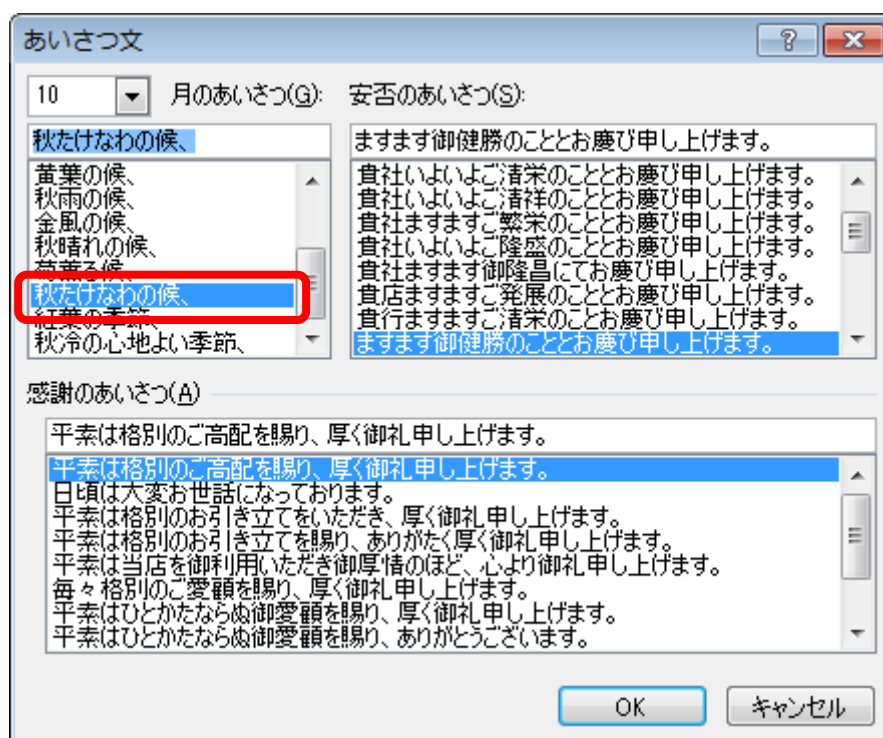 あいさつ文
10 月のあいさつ(G):
安否のあいさつ(S):
秋たけなわの候、
黄葉の候、
秋雨の候、
金風の候、
秋晴れの候、
菊薫る候、
秋たけなわの候、
紅葉の季節、
秋冷の心地よい季節、
ますます御健勝のこととお慶び申し上げます。
貴社いよいよご清栄のこととお慶び申し上げます。
貴社いよいよご清祥のこととお慶び申し上げます。
貴社ますますご繁栄のこととお慶び申し上げます。
貴社いよいよご隆盛のこととお慶び申し上げます。
貴社ますます御隆昌にてお慶び申し上げます。
貴店ますますご発展のこととお慶び申し上げます。
貴行ますますご清栄のこととお慶び申し上げます。
ますます御健勝のこととお慶び申し上げます。
感謝のあいさつ(A)
平素は格別のご高配を賜り、厚く御礼申し上げます。
平素は格別のご高配を賜り、厚く御礼申し上げます。
日頃は大変お世話になっております。
平素は格別のお引き立てをいただき、厚く御礼申し上げます。
平素は格別のお引き立てを賜り、ありがたく厚く御礼申し上げます。
平素は当店を御利用いただき御厚情のほど、心より御礼申し上げます。
毎々格別のご愛顧を賜り、厚く御礼申し上げます。
平素はひとかたならぬ御愛顧を賜り、厚く御礼申し上げます。
平素はひとかたならぬ御愛顧を賜り、ありがとうございます。
OK
キャンセル